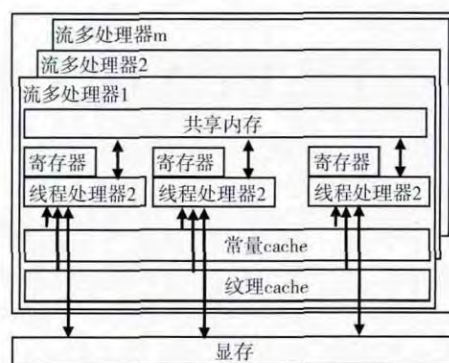 流多处理器m
流多处理器2
流多处理器1
共享内存
寄存器 寄存器 寄存器
线程处理器2 线程处理器2 线程处理器2
常量cache
纹理cache
显存